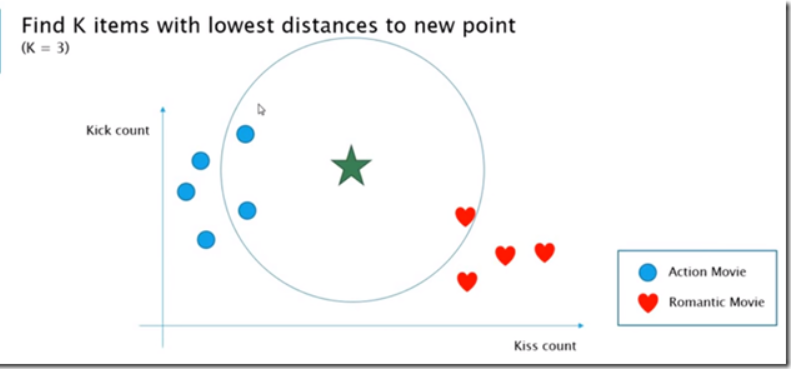 Find K items with lowest distances to new point
(K = 3)
Kick count
Action Movie
Romantic Movie
Kiss count